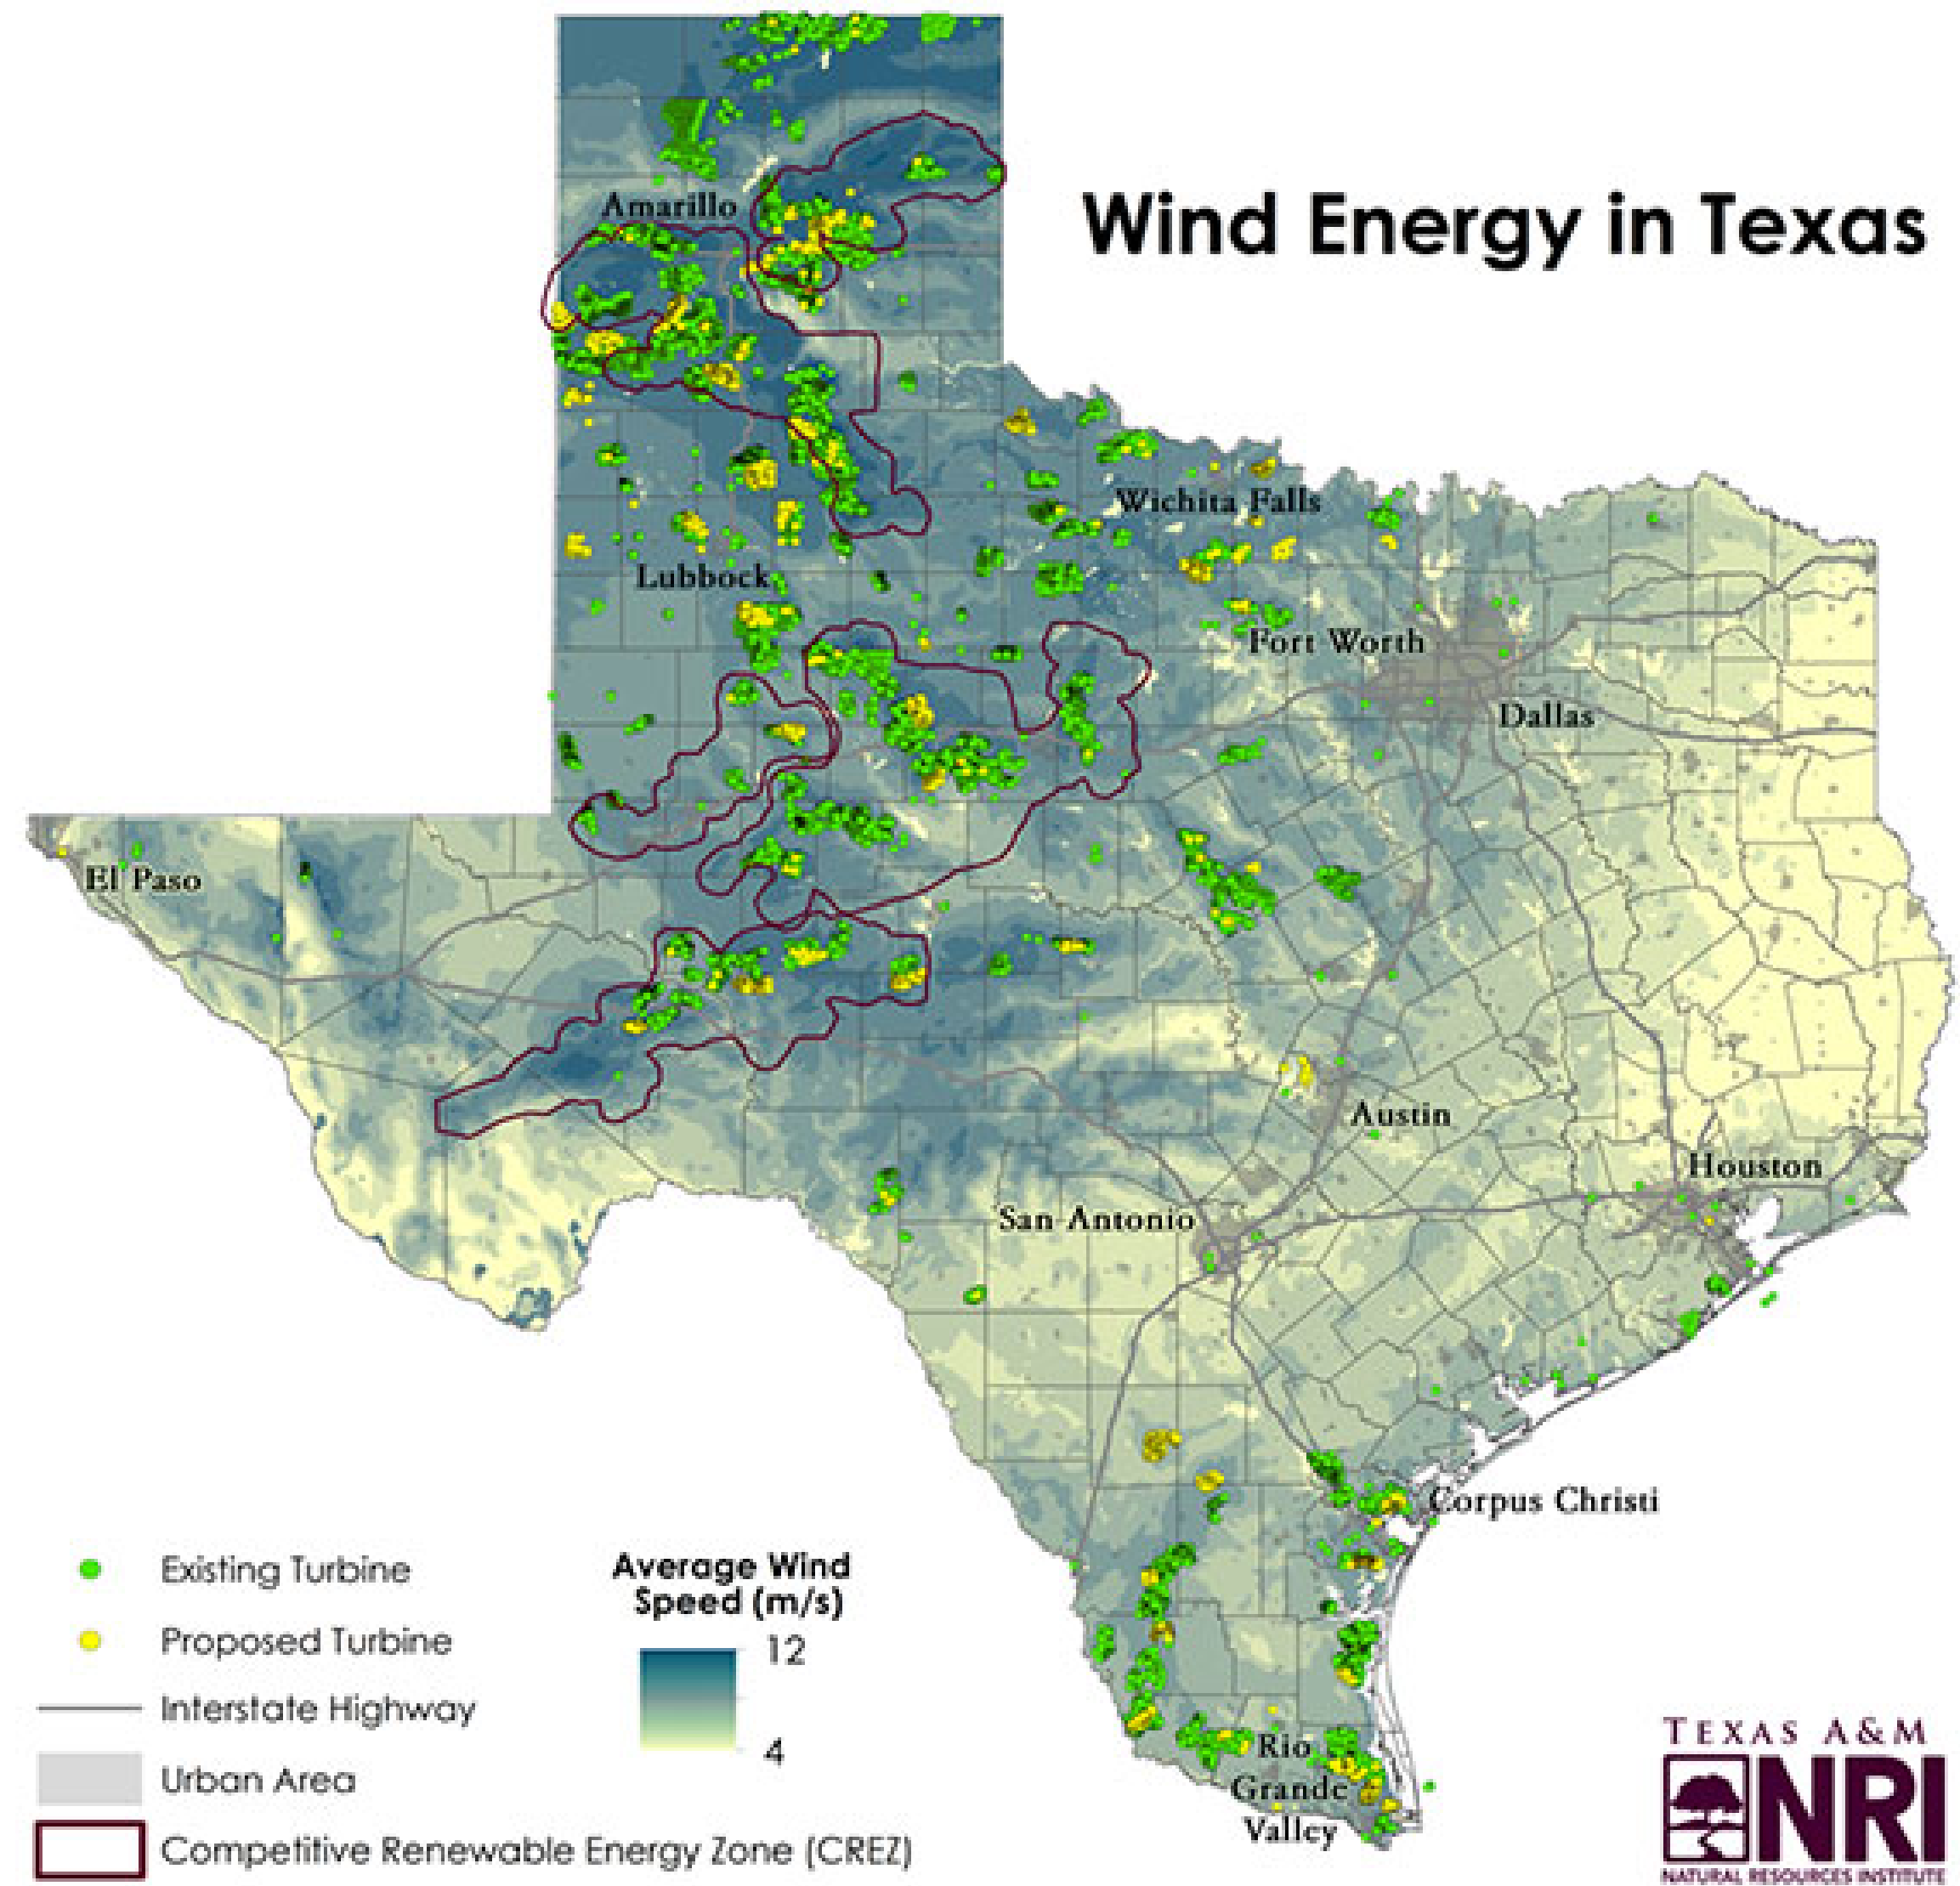 Wind Energy in Texas
Amarillo
Wichita Falls
Lubbock
Fort Worth
Dallas
El Paso
Austin
Houston
San Antonio
Corpus Christi
Rio
Grande
Valley
Existing Turbine
Proposed Turbine
Interstate Highway
Urban Area
Competitive Renewable Energy Zone (CREZ)
Average Wind
Speed (m/s)
12
4
TEXAS A&M
NRI
NATURAL RESOURCES INSTITUTE